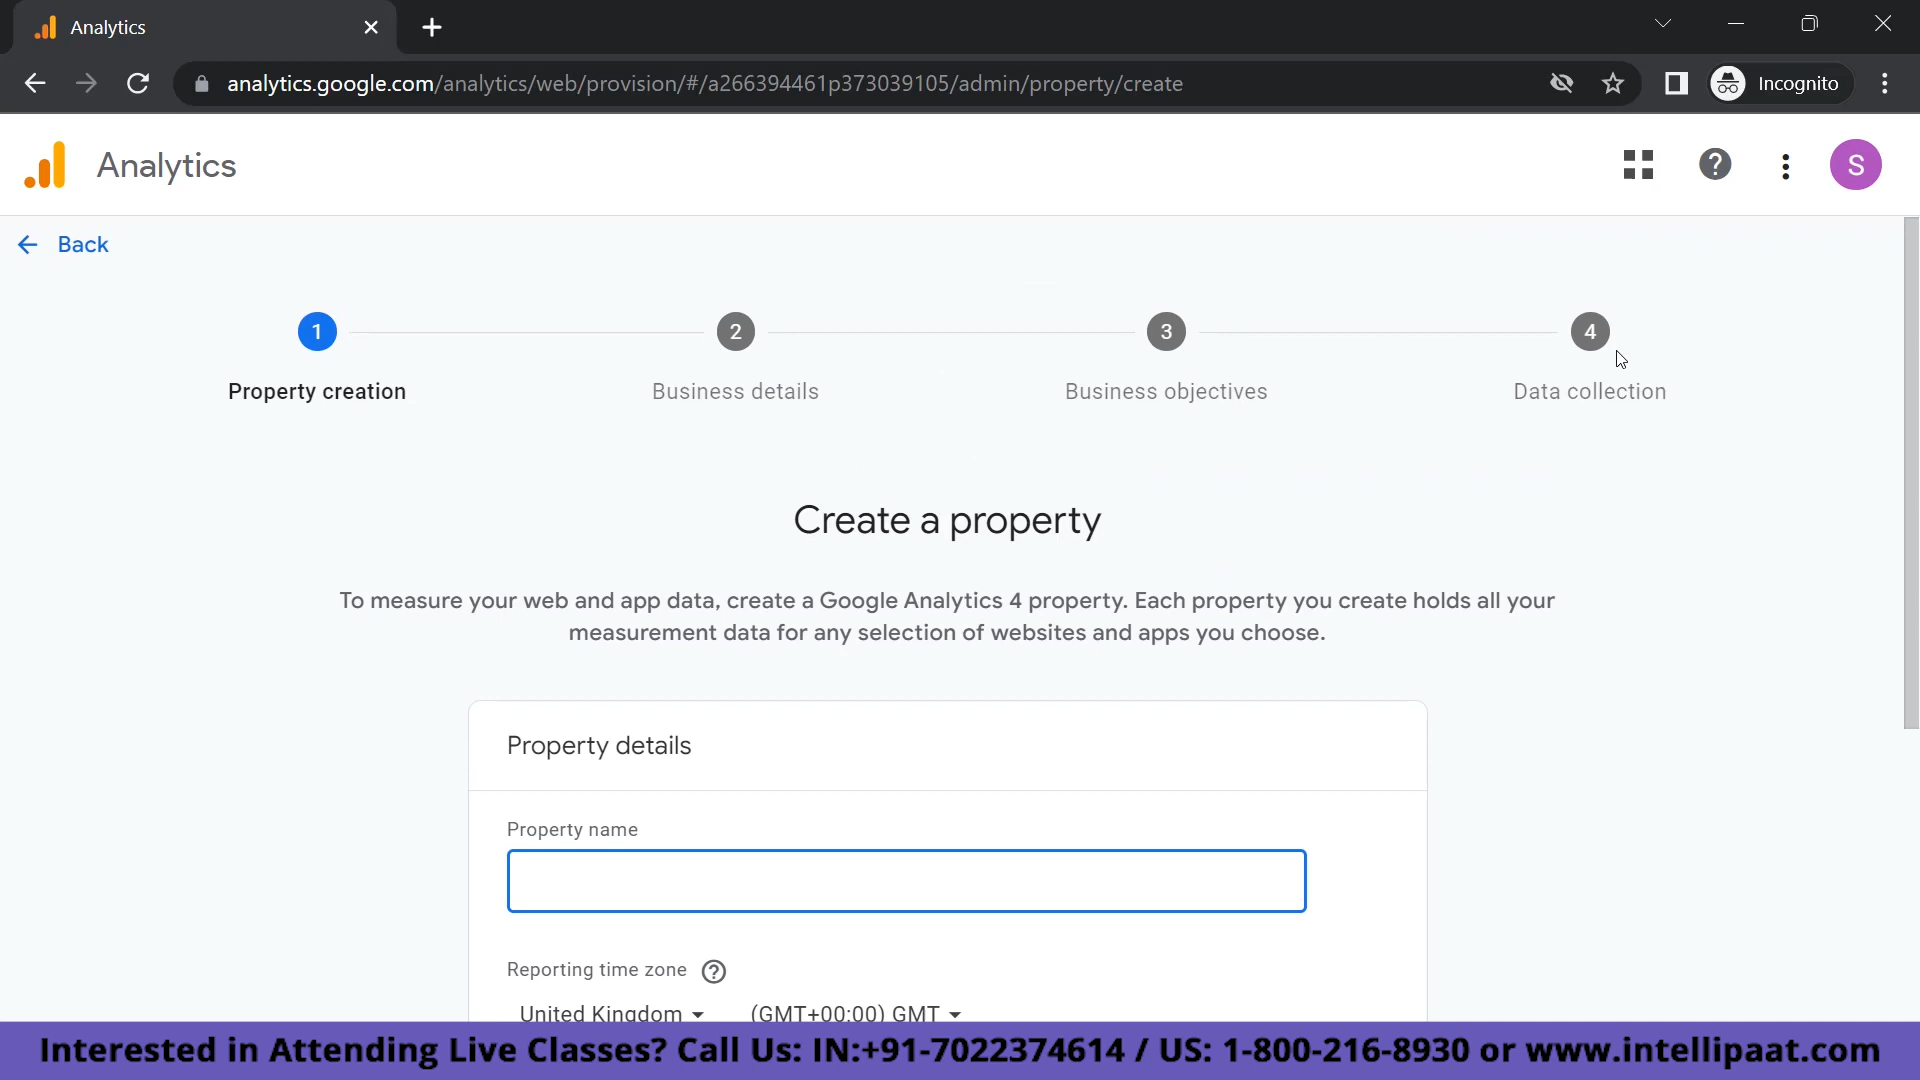 Analytics
analytics.google.com/analytics/web/provision/#/a266394461p373039105/admin/property/create
Incognito
Analytics
S
Back
1
2
3
4
Property creation
Business details
Business objectives
Data collection
Create a property
To measure your web and app data, create a Google Analytics 4 property. Each property you create holds all your
measurement data for any selection of websites and apps you choose.
Property details
Property name
Reporting time zone
United Kingdom
(GMT+00:00) GMT
Interested in Attending Live Classes? Call Us: IN:+91-7022374614 / US: 1-800-216-8930 or www.intellipaat.com